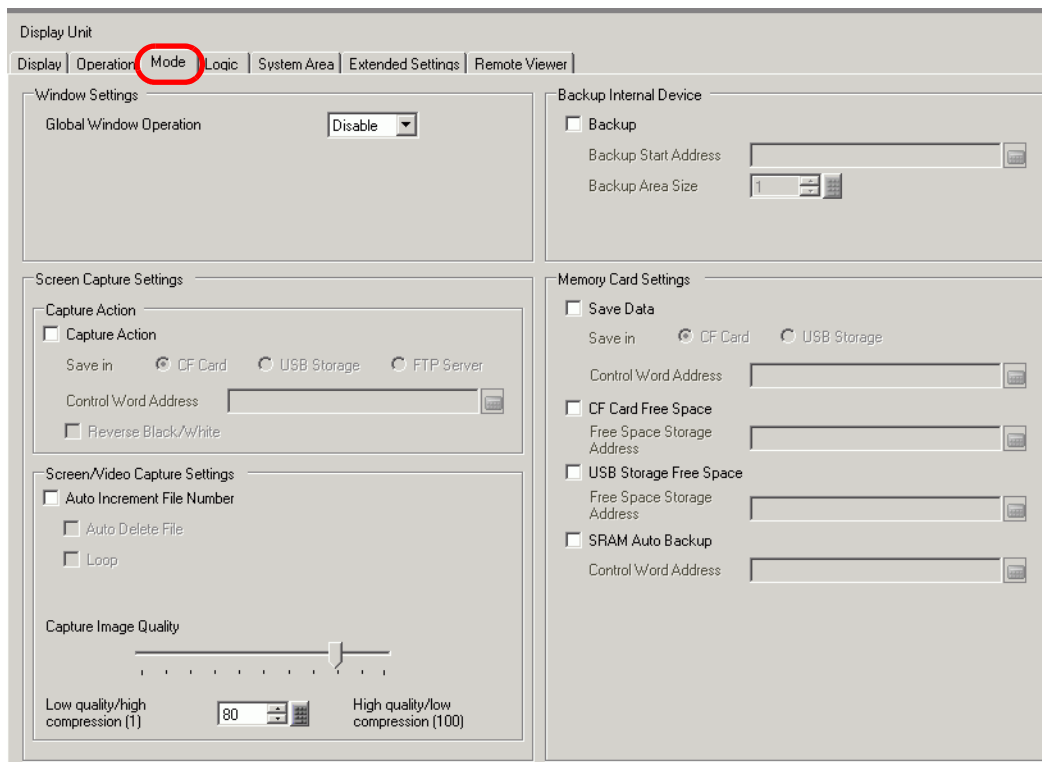 Display Unit
Display Operation Mode Logic System Area Extended Settings Remote Viewer
Window Settings
Global Window Operation Disable
Backup Internal Device
Backup
Backup Start Address
Backup Area Size 1
Screen Capture Settings
Capture Action
Capture Action
Save in CF Card USB Storage FTP Server
Control Word Address
Reverse Black/White
Screen/Video Capture Settings
Auto Increment File Number
Auto Delete File
Loop
Capture Image Quality
Low quality/high
compression (1)
80
High quality/low
compression (100)
Memory Card Settings
Save Data
Save in CF Card USB Storage
Control Word Address
CF Card Free Space
Free Space Storage
Address
USB Storage Free Space
Free Space Storage
Address
SRAM Auto Backup
Control Word Address